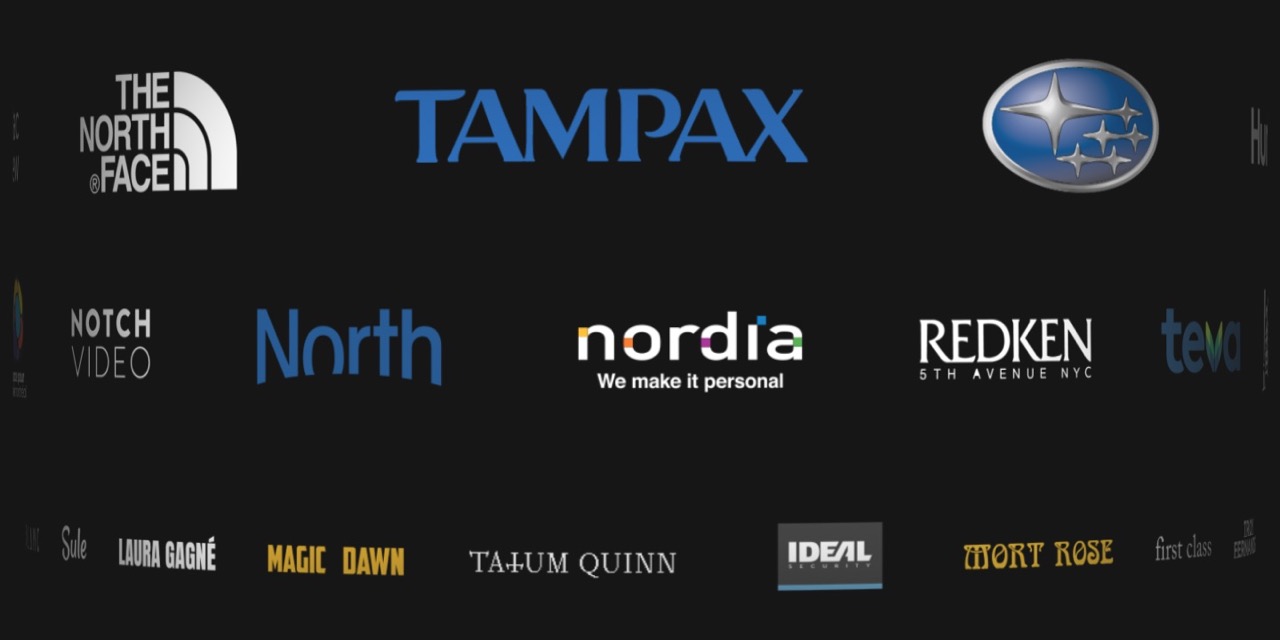 THE
NORTH
®FACE
TAMPAX
NOTCH
VIDEO
North
nordia
We make it personal
REDKEN
5TH AVENUE NYC
teva
Sule
LAURA GAGNÉ
MAGIC DAWN
TATUM QUINN
IDEAL
SECURITY
MORT ROSE
first class